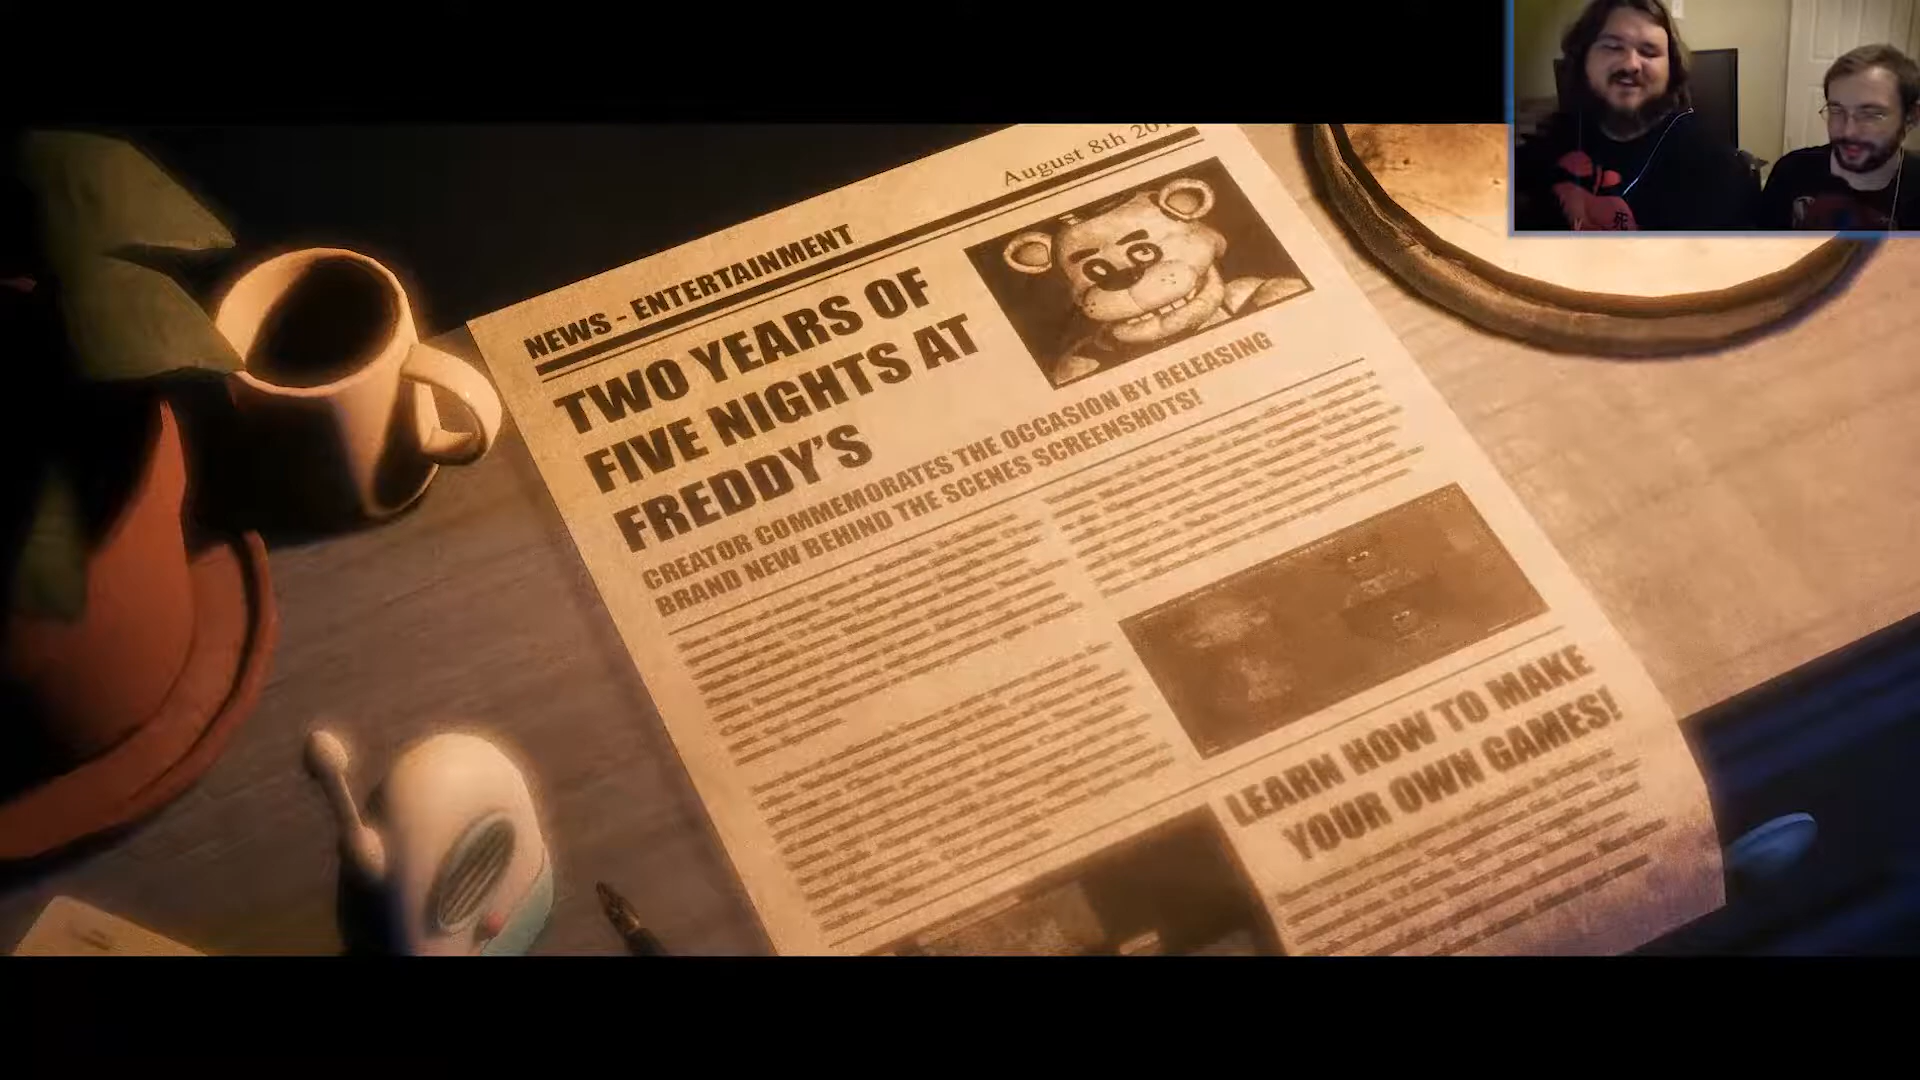 August 8th
NEWS - ENTERTAINMENT
TWO YEARS OF
FIVE NIGHTS AT
FREDDY'S
CREATOR COMMEMORATES THE OCCASION BY RELEASING
BRAND NEW BEHIND THE SCENES SCREENSHOTS!
LEARN HOW TO MAKE
YOUR OWN GAMES!